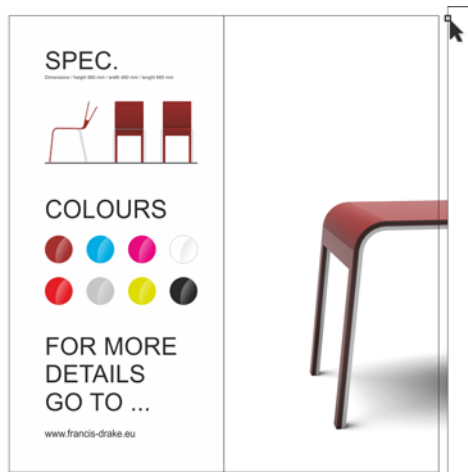 SPEC.
Dimensions / height 860 mm / width 480 mm / length 665 mm
COLOURS
FOR MORE
DETAILS
GO TO ...
www.francis-drake.eu